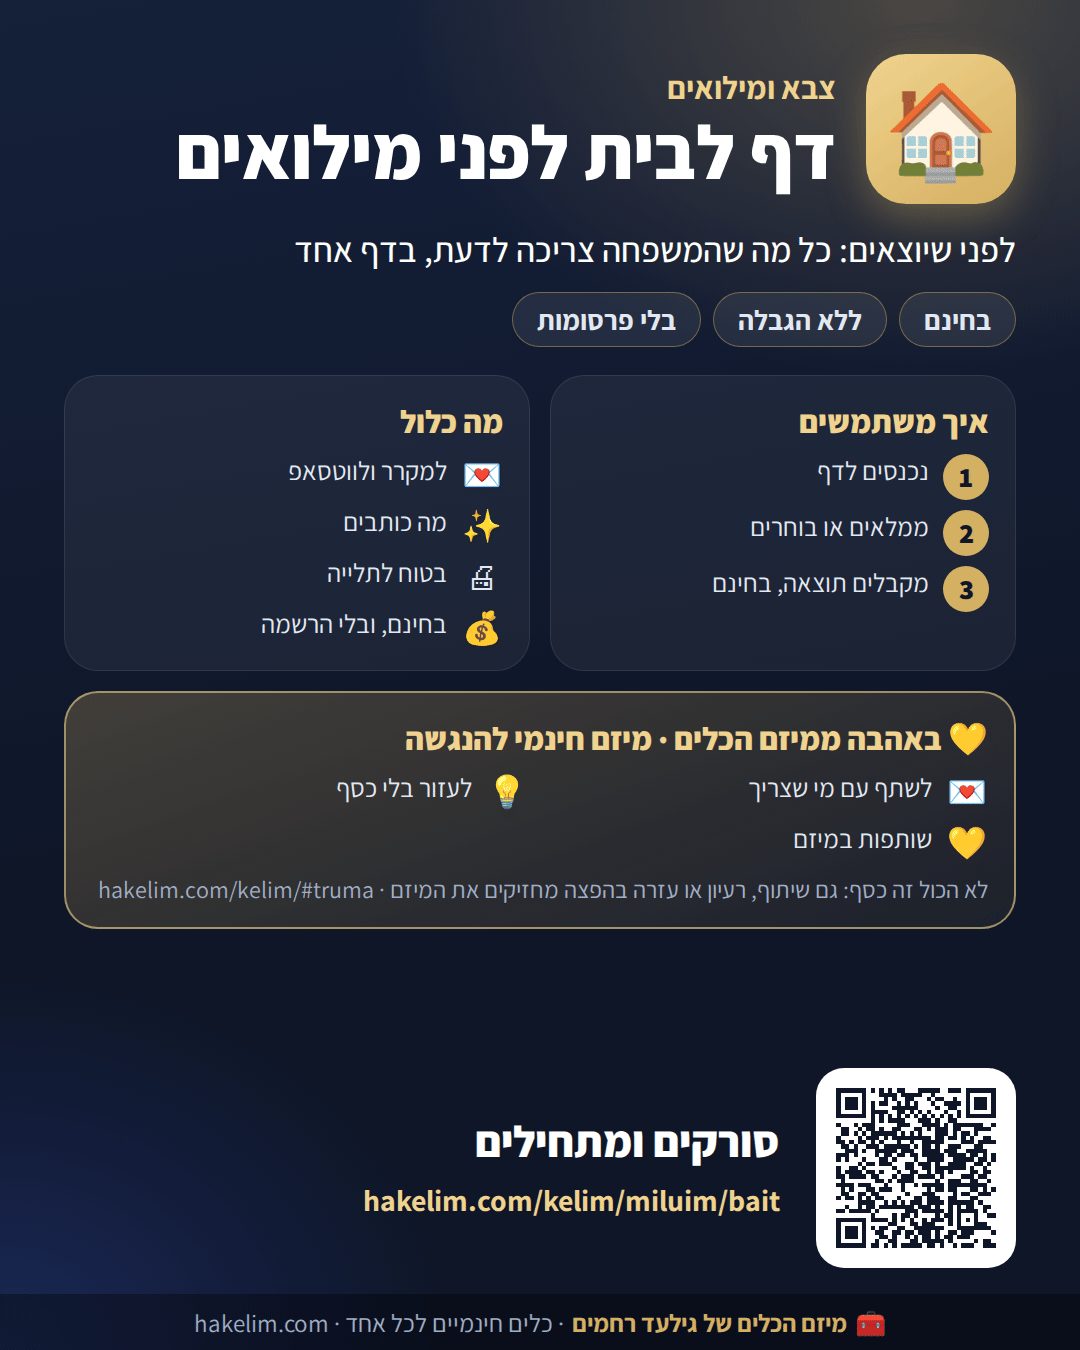 צבא ומילואים
דף לבית לפני מילואים
לפני שיוצאים: כל מה שהמשפחה צריכה לדעת, בדף אחד
בחינם
ללא הגבלה
בלי פרסומות
איך משתמשים
1 נכנסים לדף
2 ממלאים או בוחרים
3 מקבלים תוצאה, בחינם
מה כלול
למקרר ולווטסאפ
מה כותבים
בטוח לתלייה
בחינם, ובלי הרשמה
באהבה ממיזם הכלים · מיזם חינמי להנגשה
לשתף עם מי שצריך
לעזור בלי כסף
שותפות במיזם
לא הכול זה כסף: גם שיתוף, רעיון או עזרה בהפצה מחזיקים את המיזם · hakelim.com/kelim/#truma
סורקים ומתחילים
hakelim.com/kelim/miluim/bait
מיזם הכלים של גילעד רחמים · כלים חינמיים לכל אחד · hakelim.com